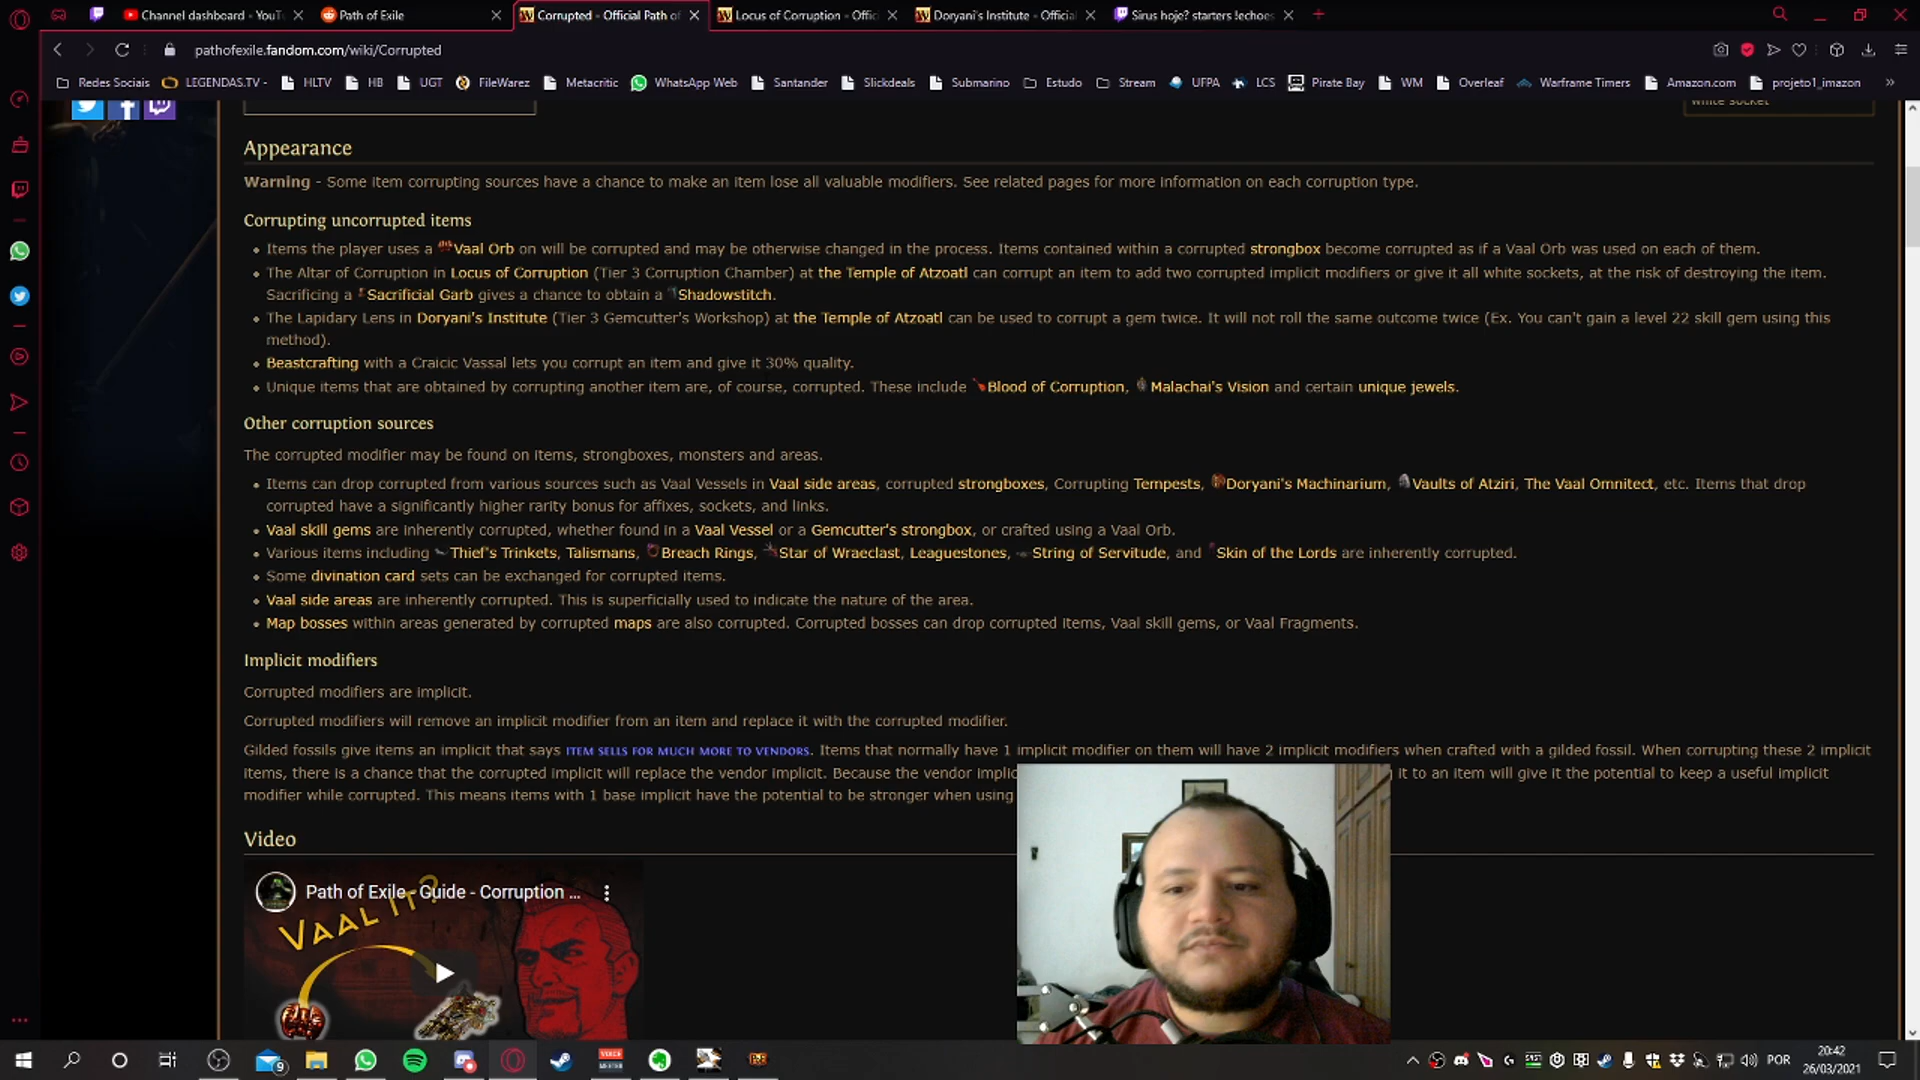 Channel dashboard - YouT
Path of Exile
Corrupted - Official Path of
Locus of Corruption - Offic
Doryani's Institute - Official
Sirus hoje? starters !echoes
pathofexile.fandom.com/wiki/Corrupted
Redes Sociais
LEGENDAS.TV -
HLTV
HB
UGT
FileWarez
Metacritic
WhatsApp Web
Santander
Slickdeals
Submarino
Estudo
Stream
UFPA
LCS
Pirate Bay
WM
Overleaf
Warframe Timers
Amazon.com
projeto1_imazon
white socket
Appearance
Warning - Some item corrupting sources have a chance to make an item lose all valuable modifiers. See related pages for more information on each corruption type.
Corrupting uncorrupted items
Items the player uses a Vaal Orb on will be corrupted and may be otherwise changed in the process. Items contained within a corrupted strongbox become corrupted as if a Vaal Orb was used on each of them.
The Altar of Corruption in Locus of Corruption (Tier 3 Corruption Chamber) at the Temple of Atzoatl can corrupt an item to add two corrupted implicit modifiers or give it all white sockets, at the risk of destroying the item.
Sacrificing a Sacrificial Garb gives a chance to obtain a Shadowstitch.
The Lapidary Lens in Doryani's Institute (Tier 3 Gemcutter's Workshop) at the Temple of Atzoatl can be used to corrupt a gem twice. It will not roll the same outcome twice (Ex. You can't gain a level 22 skill gem using this
method).
Beastcrafting with a Craicic Vassal lets you corrupt an item and give it 30% quality.
Unique items that are obtained by corrupting another item are, of course, corrupted. These include Blood of Corruption, Malachai's Vision and certain unique jewels.
Other corruption sources
The corrupted modifier may be found on items, strongboxes, monsters and areas.
Items can drop corrupted from various sources such as Vaal Vessels in Vaal side areas, corrupted strongboxes, Corrupting Tempests, Doryani's Machinarium, Vaults of Atziri, The Vaal Omnitect, etc. Items that drop
corrupted have a significantly higher rarity bonus for affixes, sockets, and links.
Vaal skill gems are inherently corrupted, whether found in a Vaal Vessel or a Gemcutter's strongbox, or crafted using a Vaal Orb.
Various items including Thief's Trinkets, Talismans, Breach Rings, Star of Wraeclast, Leaguestones, String of Servitude, and Skin of the Lords are inherently corrupted.
Some divination card sets can be exchanged for corrupted items.
Vaal side areas are inherently corrupted. This is superficially used to indicate the nature of the area.
Map bosses within areas generated by corrupted maps are also corrupted. Corrupted bosses can drop corrupted items, Vaal skill gems, or Vaal Fragments.
Implicit modifiers
Corrupted modifiers are implicit.
Corrupted modifiers will remove an implicit modifier from an item and replace it with the corrupted modifier.
Gilded fossils give items an implicit that says ITEM SELLS FOR MUCH MORE TO VENDORS. Items that normally have 1 implicit modifier on them will have 2 implicit modifiers when crafted with a gilded fossil. When corrupting these 2 implicit
items, there is a chance that the corrupted implicit will replace the vendor implicit. Because the vendor implic it to an item will give it the potential to keep a useful implicit
modifier while corrupted. This means items with 1 base implicit have the potential to be stronger when using
Video
Path of Exile - Guide - Corruption ...
VAAL IT?
9
VOICE MEETER
POR
20:42
26/03/2021